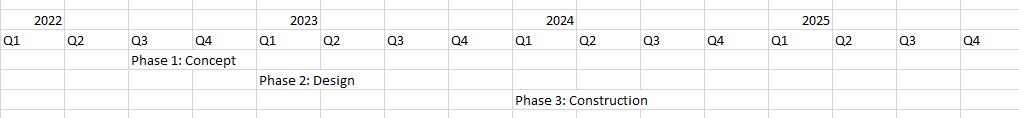 2022 2023 2024 2025
Q1 Q2 Q3 Q4 Q1 Q2 Q3 Q4 Q1 Q2 Q3 Q4 Q1 Q2 Q3 Q4
Phase 1: Concept
Phase 2: Design
Phase 3: Construction